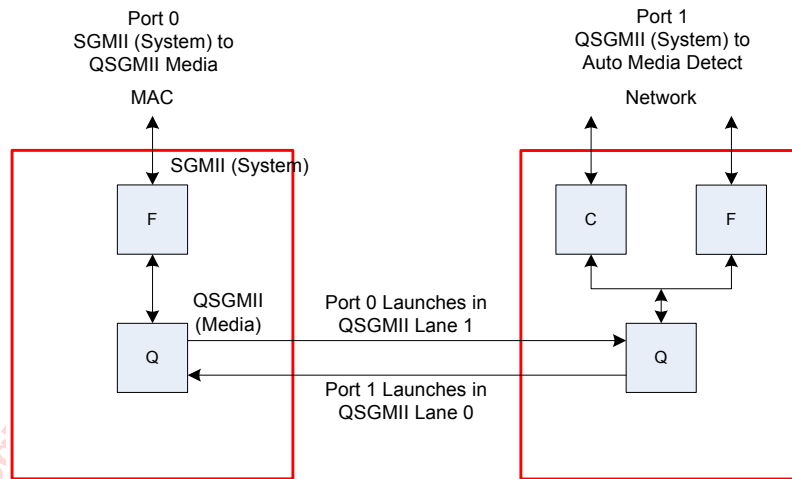 Port 0
SGMII (System) to
QSGMII Media
MAC
Port 1
QSGMII (System) to
Auto Media Detect
Network
SGMII (System)
F
C
F
QSGMII
(Media)
Port 0 Launches in
QSGMII Lane 1
Q
Q
Port 1 Launches in
QSGMII Lane 0